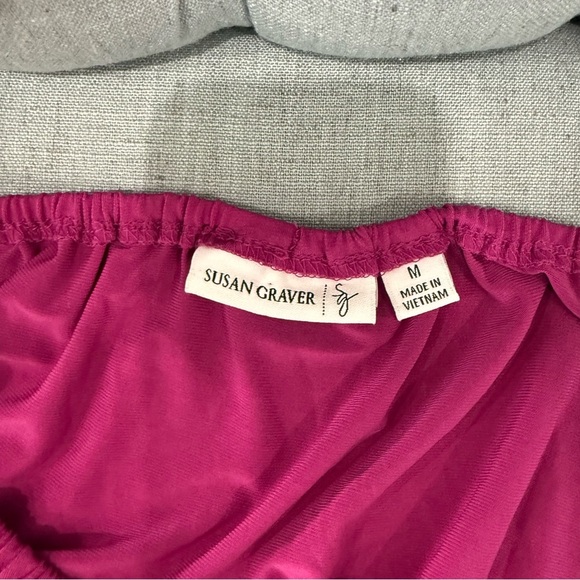 SUSAN GRAVER
sg
M
MADE IN
VIETNAM